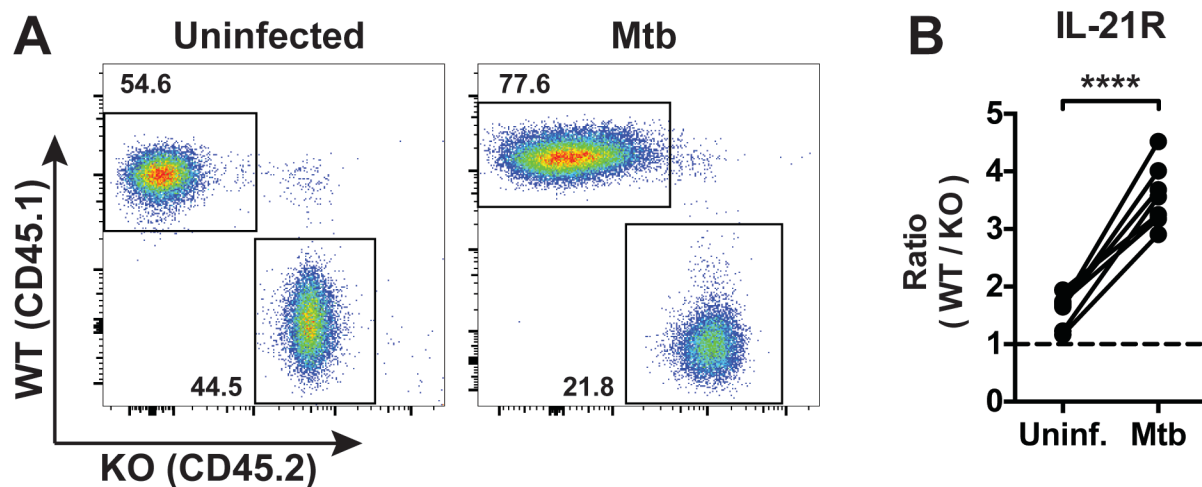 A
Uninfected
Mtb
54.6
44.5
77.6
21.8
WT (CD45.1)
KO (CD45.2)
B
IL-21R
****
Ratio
(WT / KO)
5
4
3
2
1
0
Uninf. Mtb